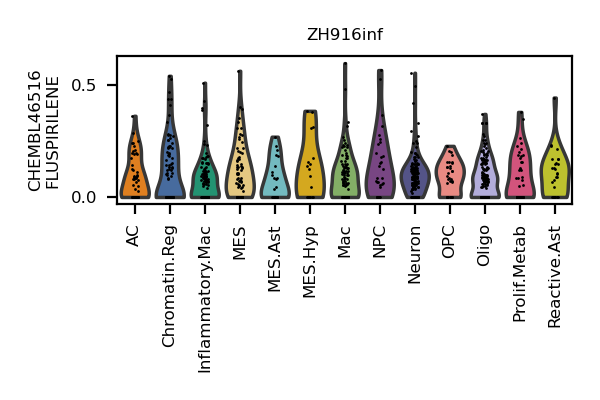 ZH916inf
CHEMBL46516
FLUSPIRILENE
0.5
0.0
AC
Chromatin.Reg
Inflammatory.Mac
MES
MES.Ast
MES.Hyp
Mac
NPC
Neuron
OPC
Oligo
Prolif.Metab
Reactive.Ast